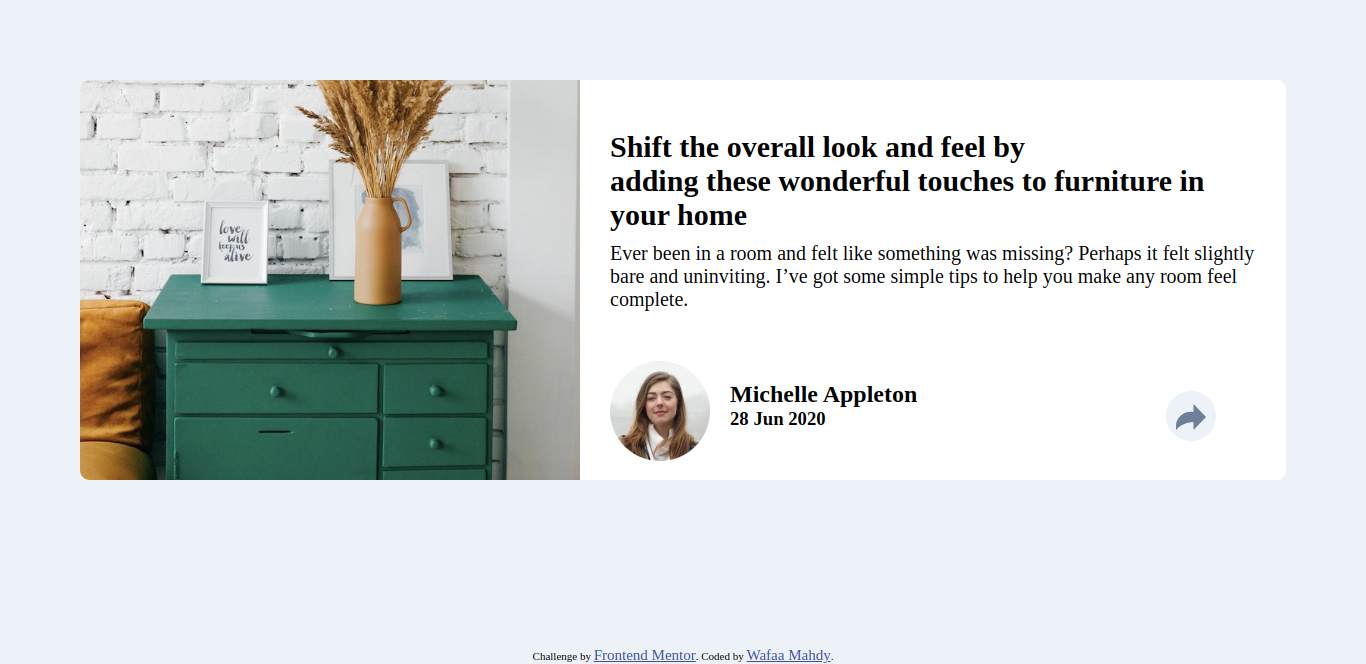 love
will
keep us
alive
Shift the overall look and feel by
adding these wonderful touches to furniture in
your home
Ever been in a room and felt like something was missing? Perhaps it felt slightly
bare and uninviting. I’ve got some simple tips to help you make any room feel
complete.
Michelle Appleton
28 Jun 2020
Challenge by Frontend Mentor. Coded by Wafaa Mahdy.